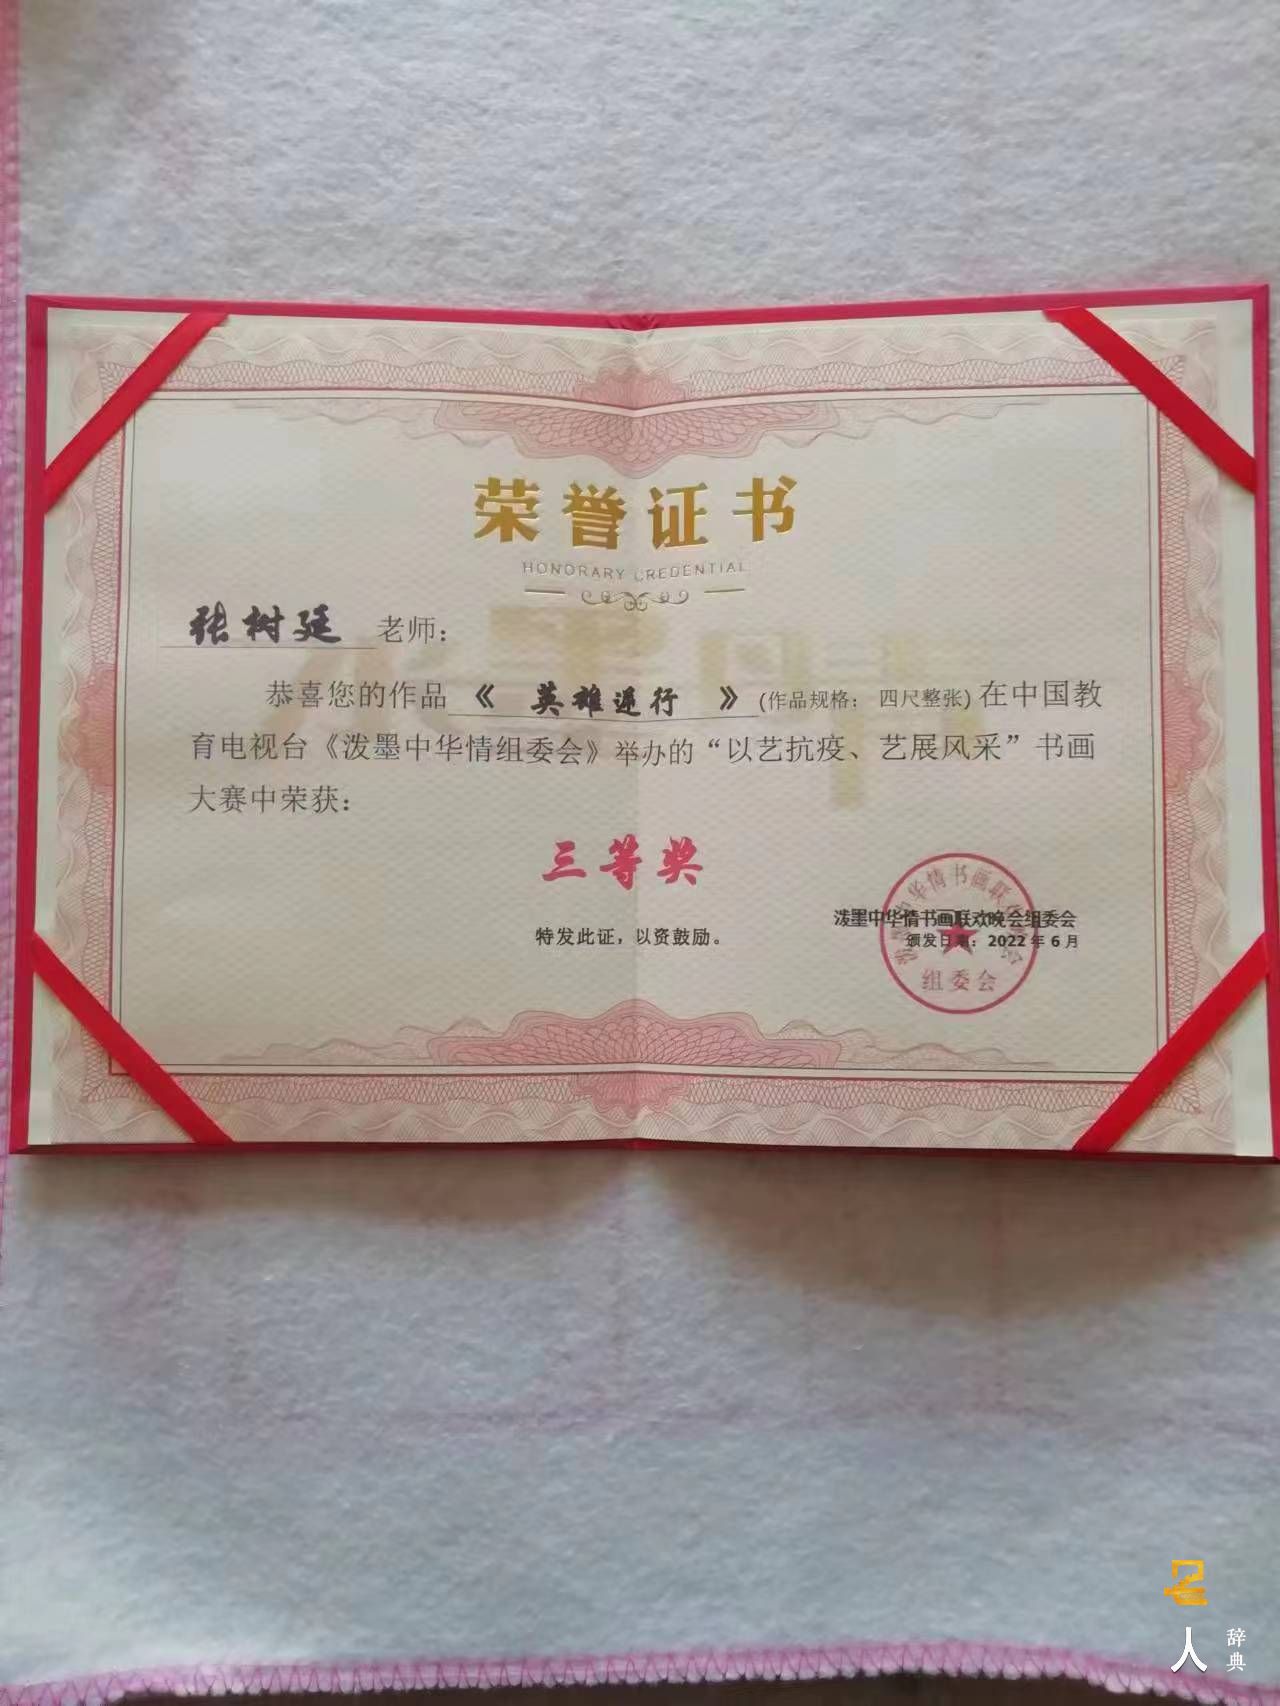 荣誉证书
HONORARY CREDENTIAL
张树廷 老师：
恭喜您的作品《 英雄逆行 》(作品规格： 四尺整张) 在中国教
育电视台《泼墨中华情组委会》举办的“以艺抗疫、艺展风采”书画
大赛中荣获：
三等奖
特发此证，以资鼓励。
泼墨中华情书画联欢晚会组委会
颁发日期：2022 年 6 月
组委会
人
辞典